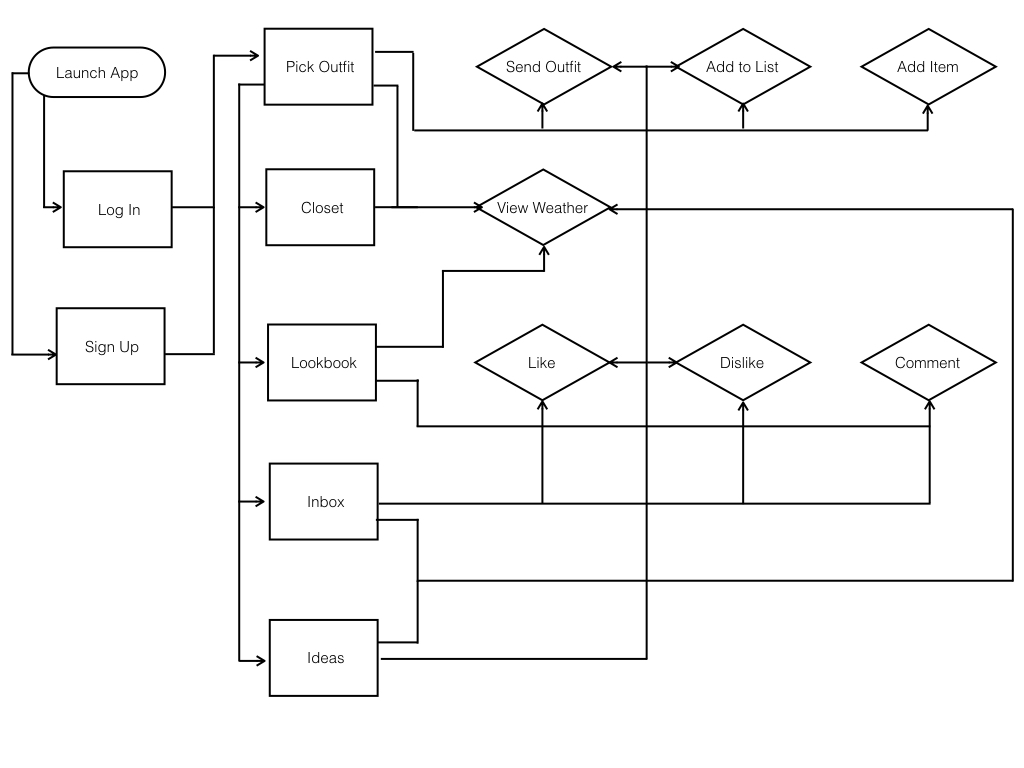 Launch App
Pick Outfit
Send Outfit
Add to List
Add Item
Log In
Closet
View Weather
Sign Up
Lookbook
Like
Dislike
Comment
Inbox
Ideas